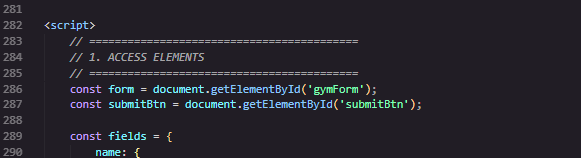 281
282 <script>
283 // ==========================================
284 // 1. ACCESS ELEMENTS
285 // ==========================================
286 const form = document.getElementById('gymForm');
287 const submitBtn = document.getElementById('submitBtn');
288
289 const fields = {
290 name: {